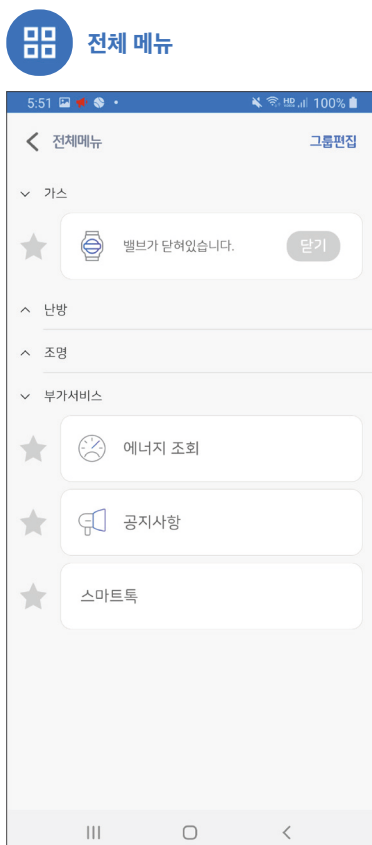 전체 메뉴
5:51 100%
전체메뉴 그룹편집
가스
밸브가 닫혀있습니다. 닫기
난방
조명
부가서비스
에너지 조회
공지사항
스마트톡